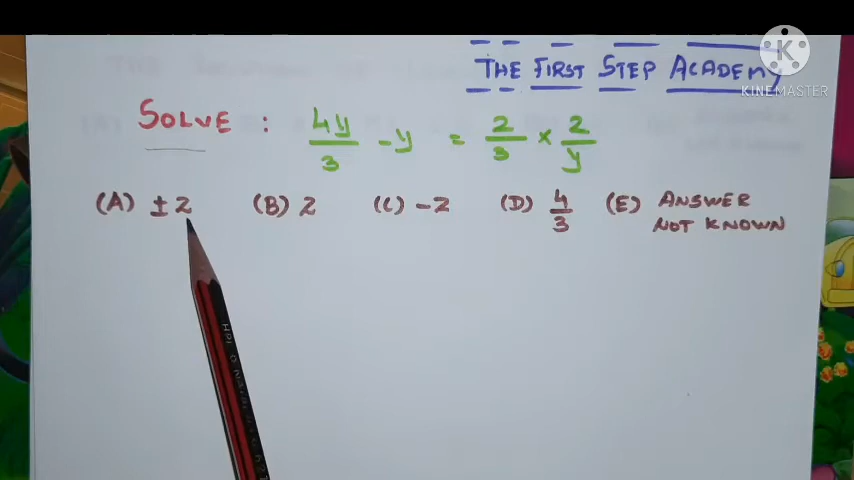 THE FIRST STEP ACADEMY
KINEMASTER
SOLVE : 4y/3 - y = 2/3 × 2/y
(A) ± 2 (B) 2 (C) -2 (D) 4/3 (E) ANSWER NOT KNOWN